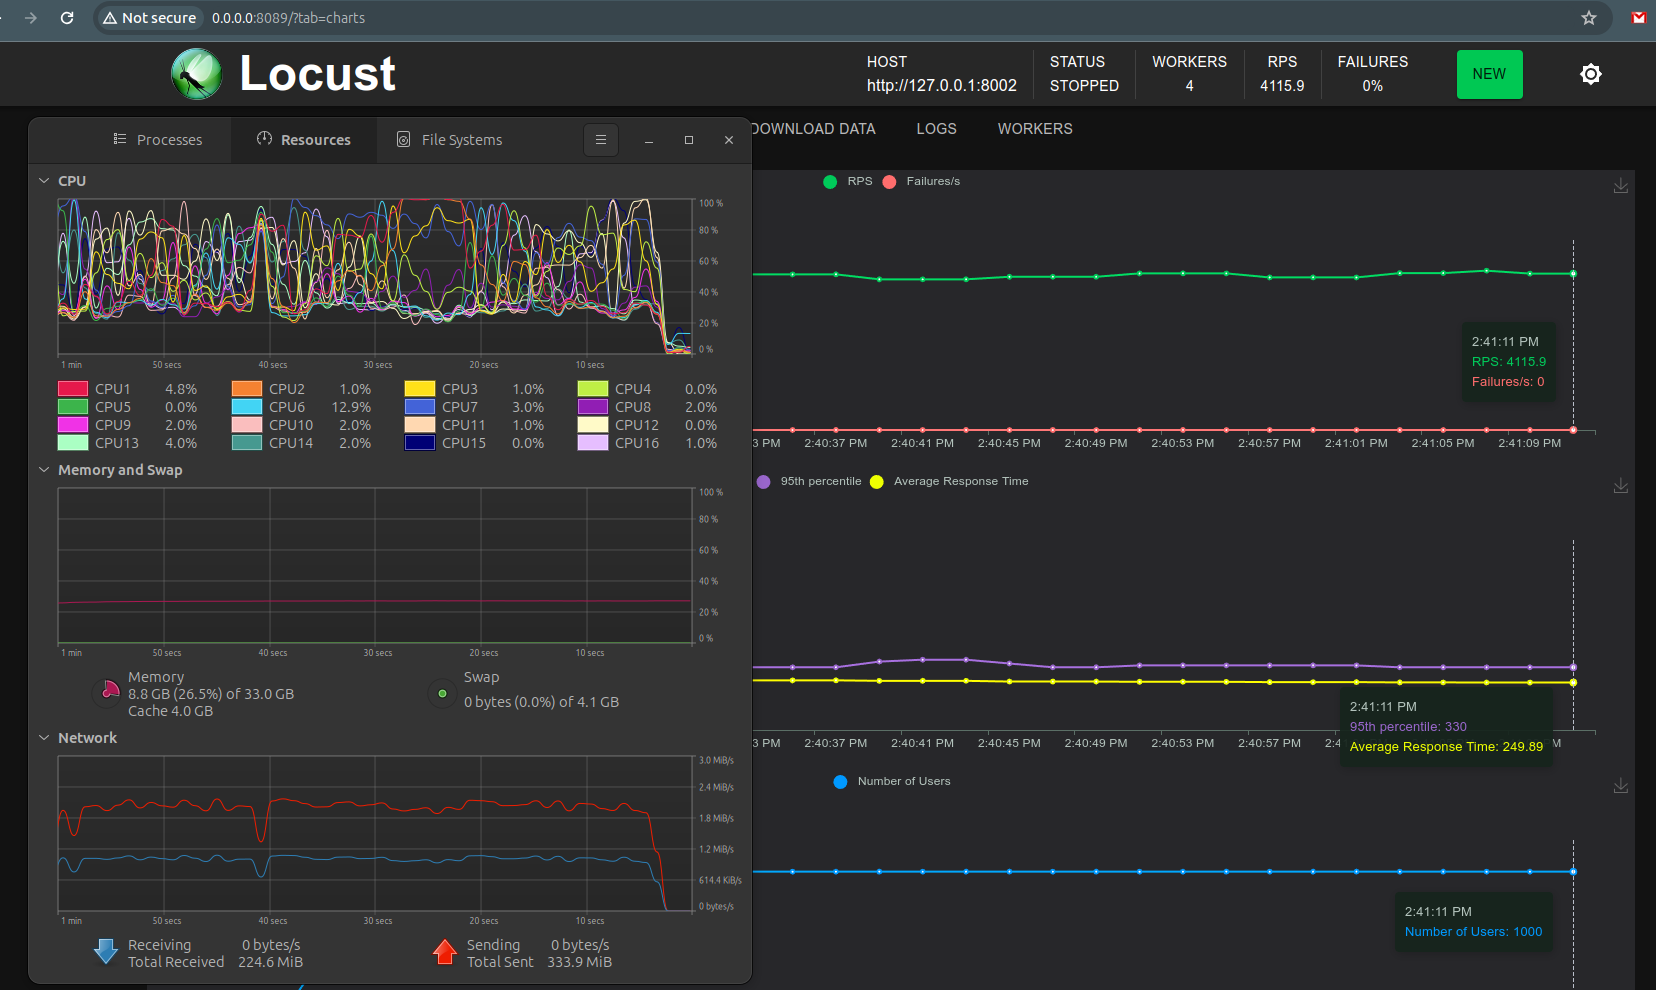 Not secure 0.0.0.0:8089/?tab=charts
Locust
HOST
http://127.0.0.1:8002
STATUS
STOPPED
WORKERS
4
RPS
4115.9
FAILURES
0%
NEW
DOWNLOAD DATA LOGS WORKERS
Processes Resources File Systems
CPU
100 %
80 %
60 %
40 %
20 %
0 %
1 min 50 secs 40 secs 30 secs 20 secs 10 secs
CPU1 4.8% CPU2 1.0% CPU3 1.0% CPU4 0.0%
CPU5 0.0% CPU6 12.9% CPU7 3.0% CPU8 2.0%
CPU9 2.0% CPU10 2.0% CPU11 1.0% CPU12 0.0%
CPU13 4.0% CPU14 2.0% CPU15 0.0% CPU16 1.0%
Memory and Swap
100 %
80 %
60 %
40 %
20 %
0 %
1 min 50 secs 40 secs 30 secs 20 secs 10 secs
Memory
8.8 GB (26.5%) of 33.0 GB
Cache 4.0 GB
Swap
0 bytes (0.0%) of 4.1 GB
Network
3.0 MiB/s
2.4 MiB/s
1.8 MiB/s
1.2 MiB/s
614.4 KiB/s
0 bytes/s
1 min 50 secs 40 secs 30 secs 20 secs 10 secs
Receiving 0 bytes/s
Total Received 224.6 MiB
Sending 0 bytes/s
Total Sent 333.9 MiB
RPS Failures/s
2:41:11 PM
RPS: 4115.9
Failures/s: 0
3 PM 2:40:37 PM 2:40:41 PM 2:40:45 PM 2:40:49 PM 2:40:53 PM 2:40:57 PM 2:41:01 PM 2:41:05 PM 2:41:09 PM
95th percentile Average Response Time
2:41:11 PM
95th percentile: 330
Average Response Time: 249.89
3 PM 2:40:37 PM 2:40:41 PM 2:40:45 PM 2:40:49 PM 2:40:53 PM 2:40:57 PM 2:4 M
Number of Users
2:41:11 PM
Number of Users: 1000